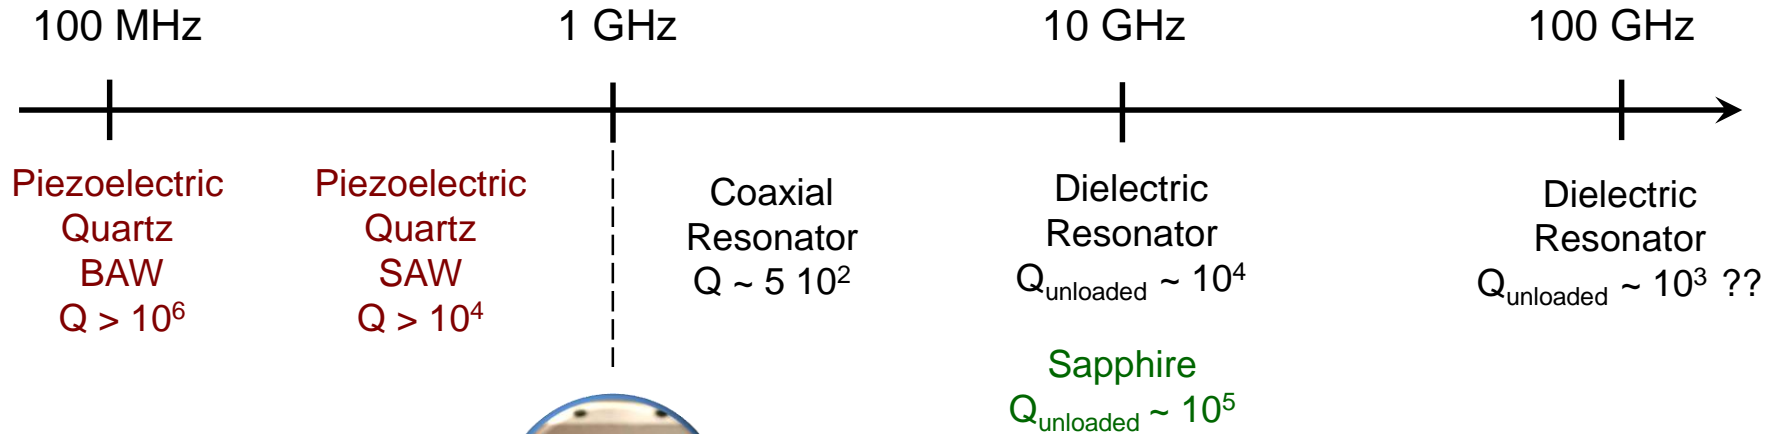 100 MHz
1 GHz
10 GHz
100 GHz
Piezoelectric
Quartz
BAW
Q > 10⁶
Piezoelectric
Quartz
SAW
Q > 10⁴
Coaxial
Resonator
Q ~ 5 10²
Dielectric
Resonator
Qunloaded ~ 10⁴
Sapphire
Qunloaded ~ 10⁵
Dielectric
Resonator
Qunloaded ~ 10³ ??